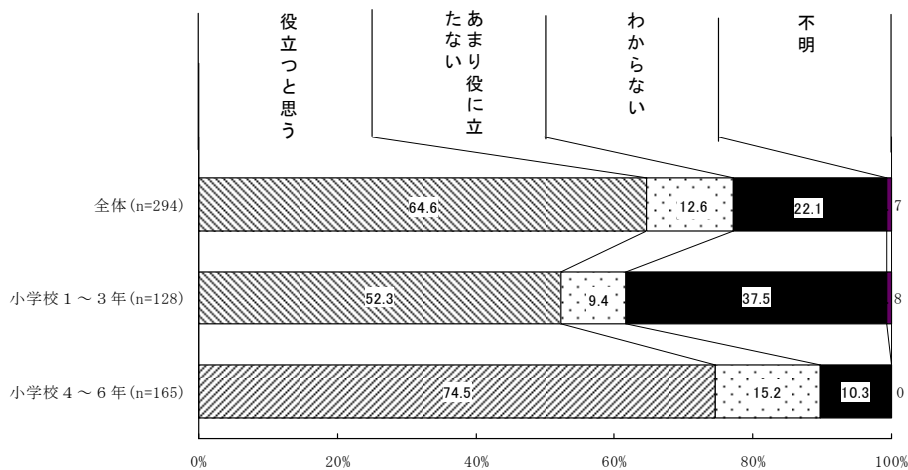 役立つと思う
あまり役に立
たない
わからない
不明
全体(n=294)
64.6
12.6
22.1
7
小学校１～３年(n=128)
52.3
9.4
37.5
8
小学校４～６年(n=165)
74.5
15.2
10.3
0
0%
20%
40%
60%
80%
100%